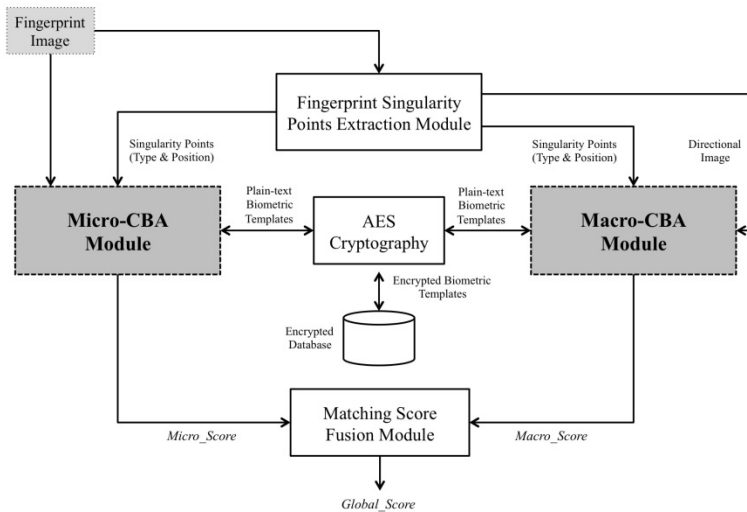 Fingerprint
Image
Fingerprint Singularity
Points Extraction Module
Singularity Points
(Type & Position)
Singularity Points
(Type & Position)
Directional
Image
Micro-CBA
Module
Plain-text
Biometric
Templates
AES
Cryptography
Plain-text
Biometric
Templates
Macro-CBA
Module
Encrypted Biometric
Templates
Encrypted
Database
Matching Score
Fusion Module
Micro_Score
Macro_Score
Global_Score